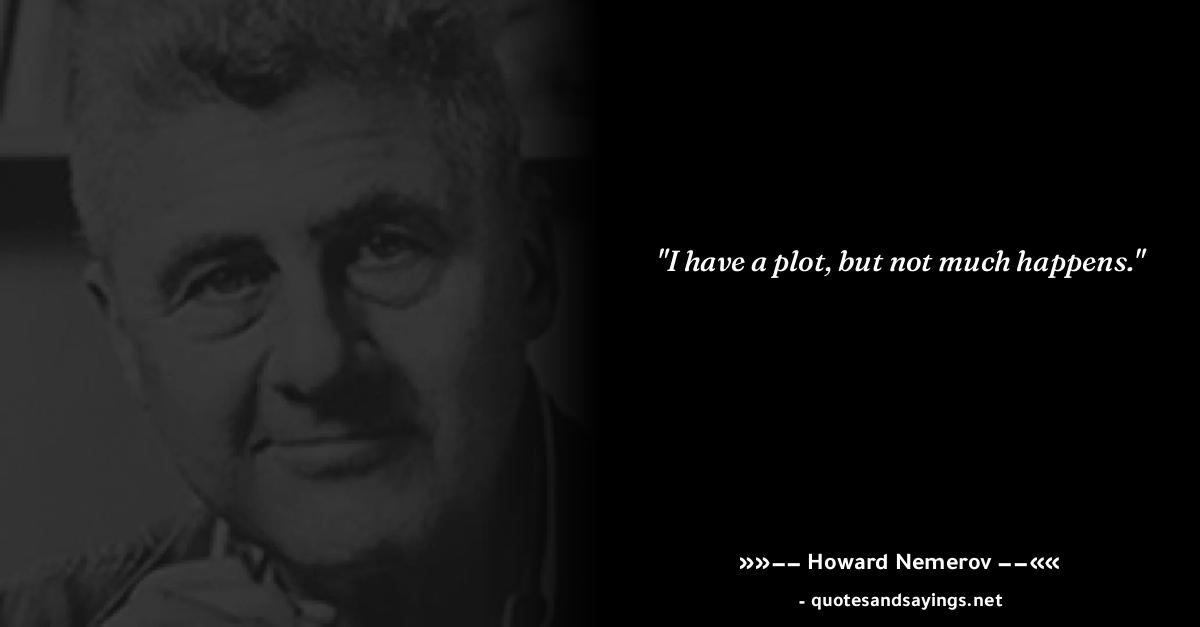 "I have a plot, but not much happens."
»»−− Howard Nemerov −−««
- quotesandsayings.net